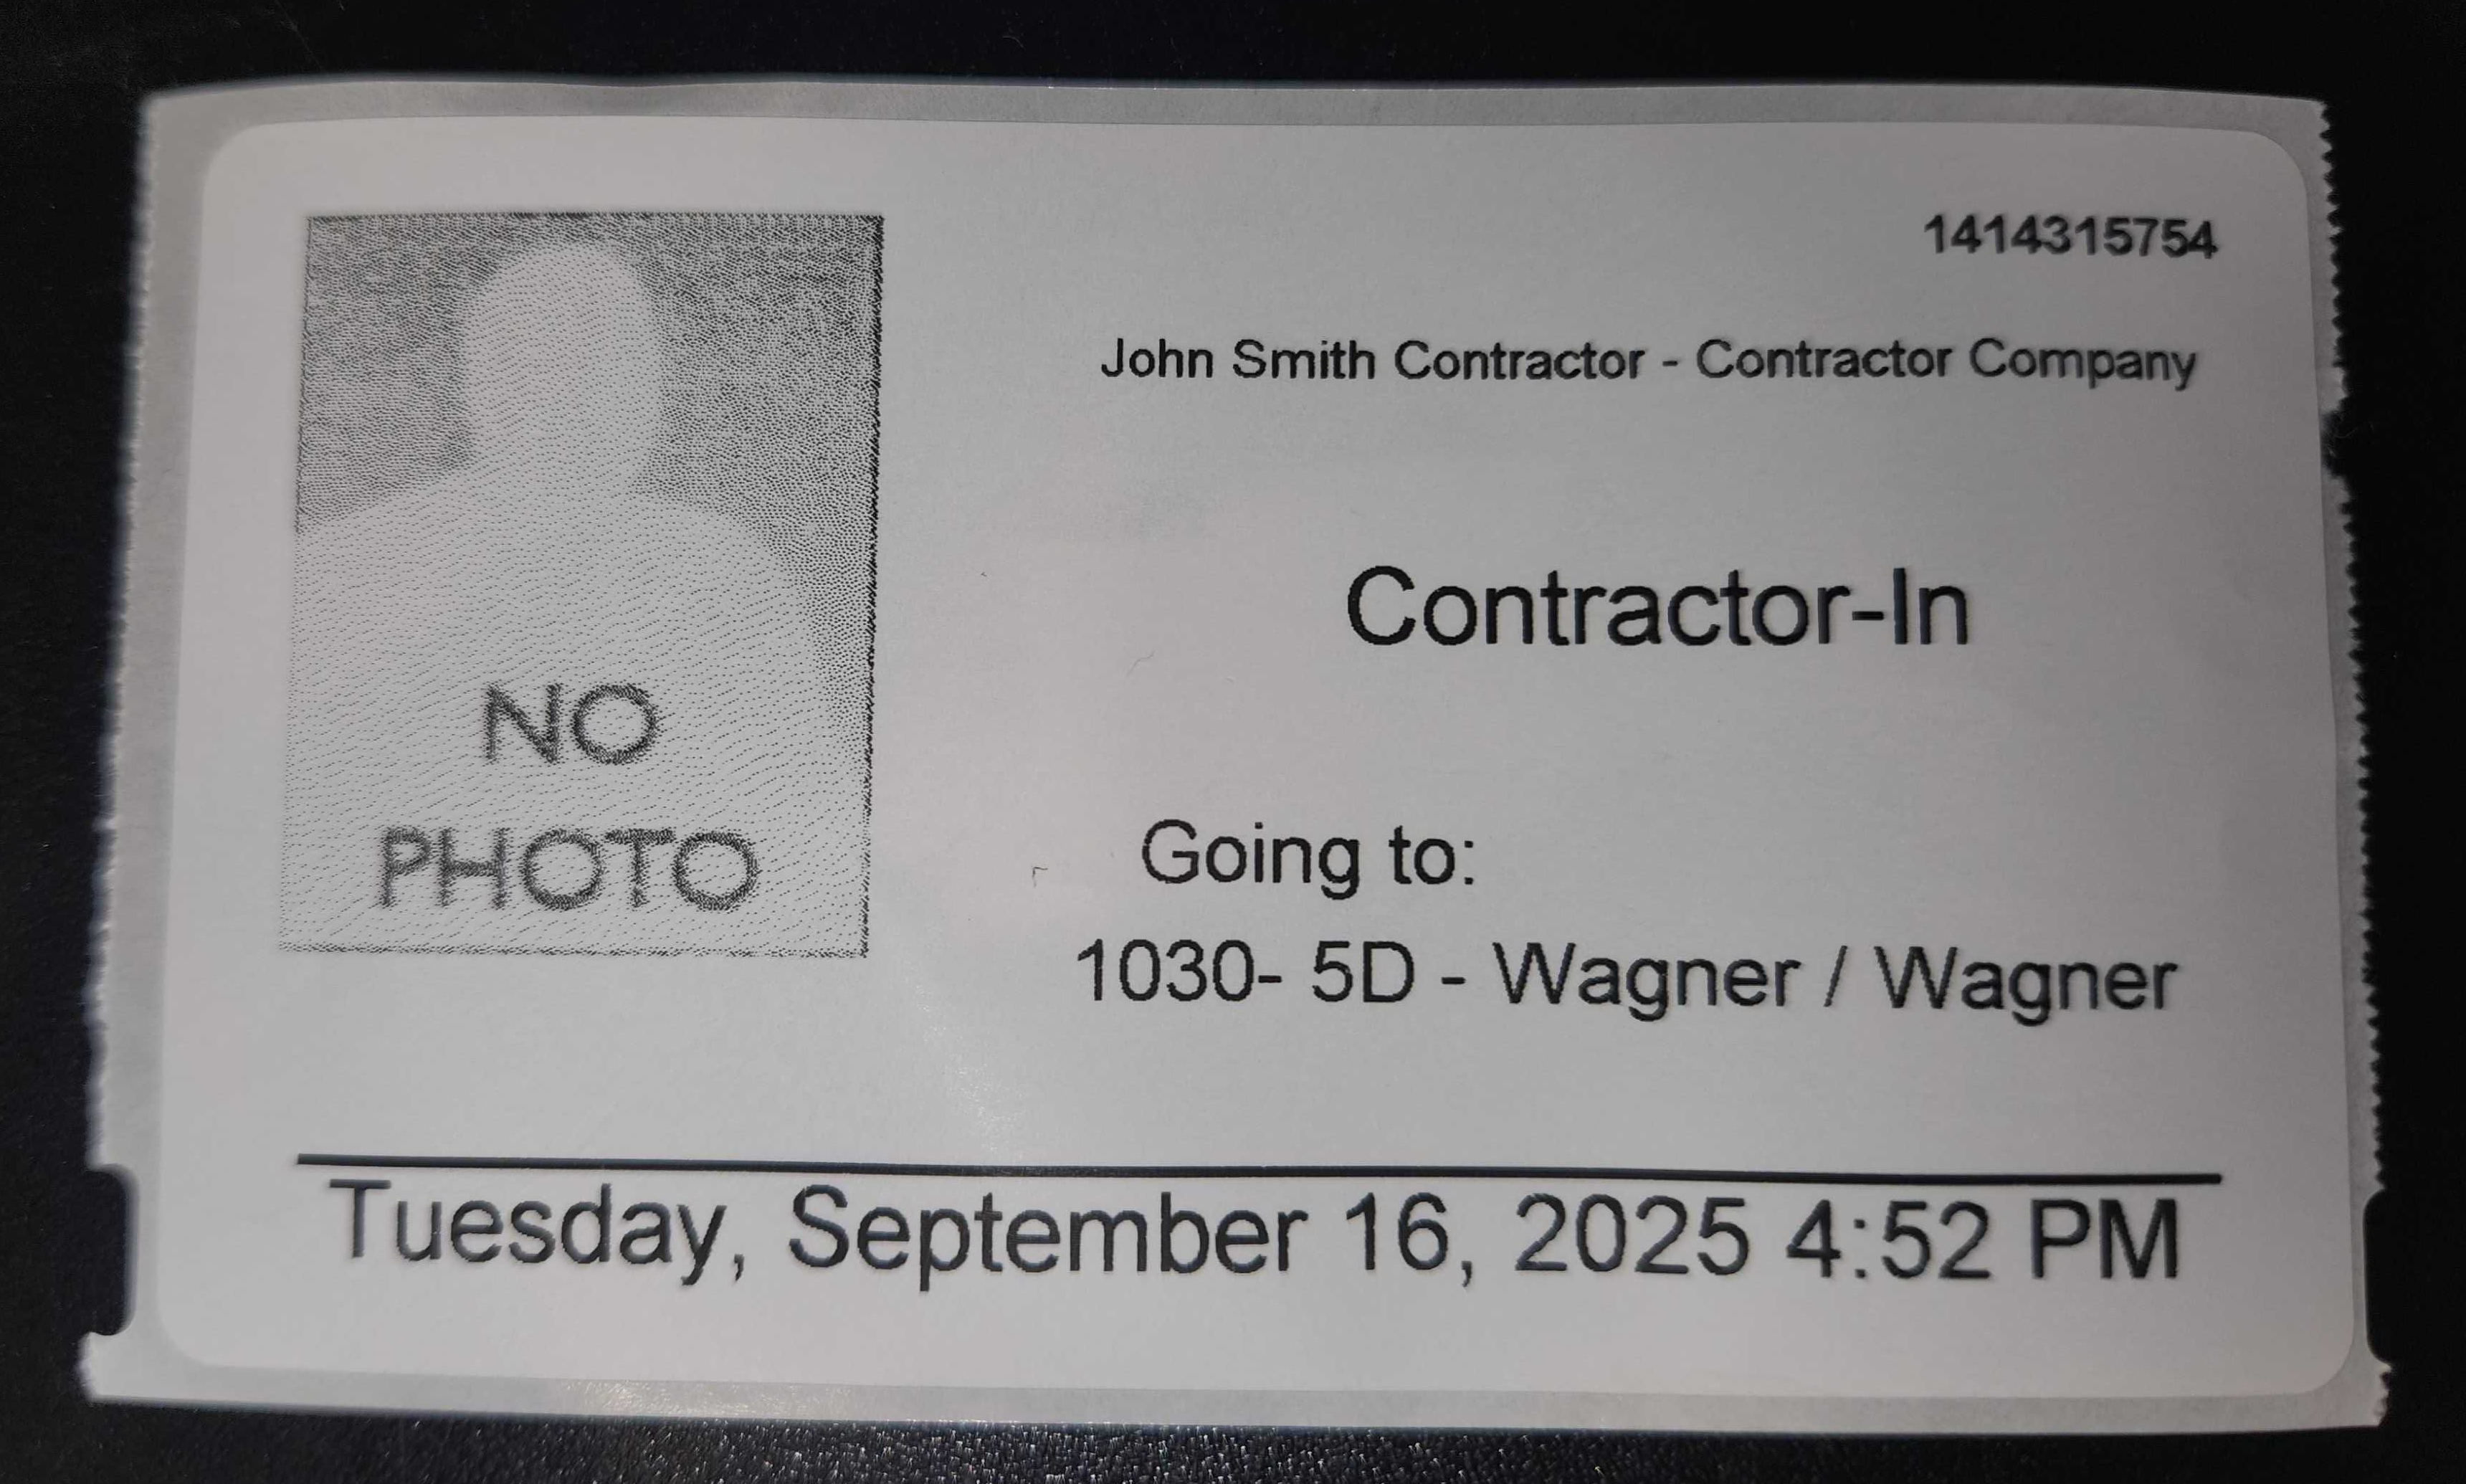 1414315754
John Smith Contractor - Contractor Company
Contractor-In
NO
PHOTO
Going to:
1030- 5D - Wagner / Wagner
Tuesday, September 16, 2025 4:52 PM